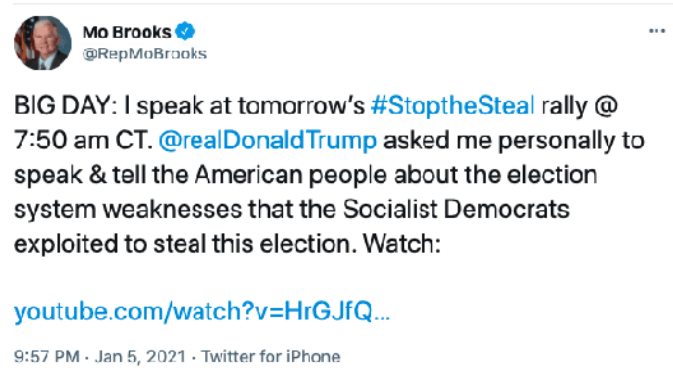 Mo Brooks
@RepMoBrooks
BIG DAY: I speak at tomorrow's #StoptheSteal rally @
7:50 am CT. @realDonaldTrump asked me personally to
speak & tell the American people about the election
system weaknesses that the Socialist Democrats
exploited to steal this election. Watch:
youtube.com/watch?v=HrGJfQ...
9:57 PM · Jan 5, 2021 · Twitter for iPhone